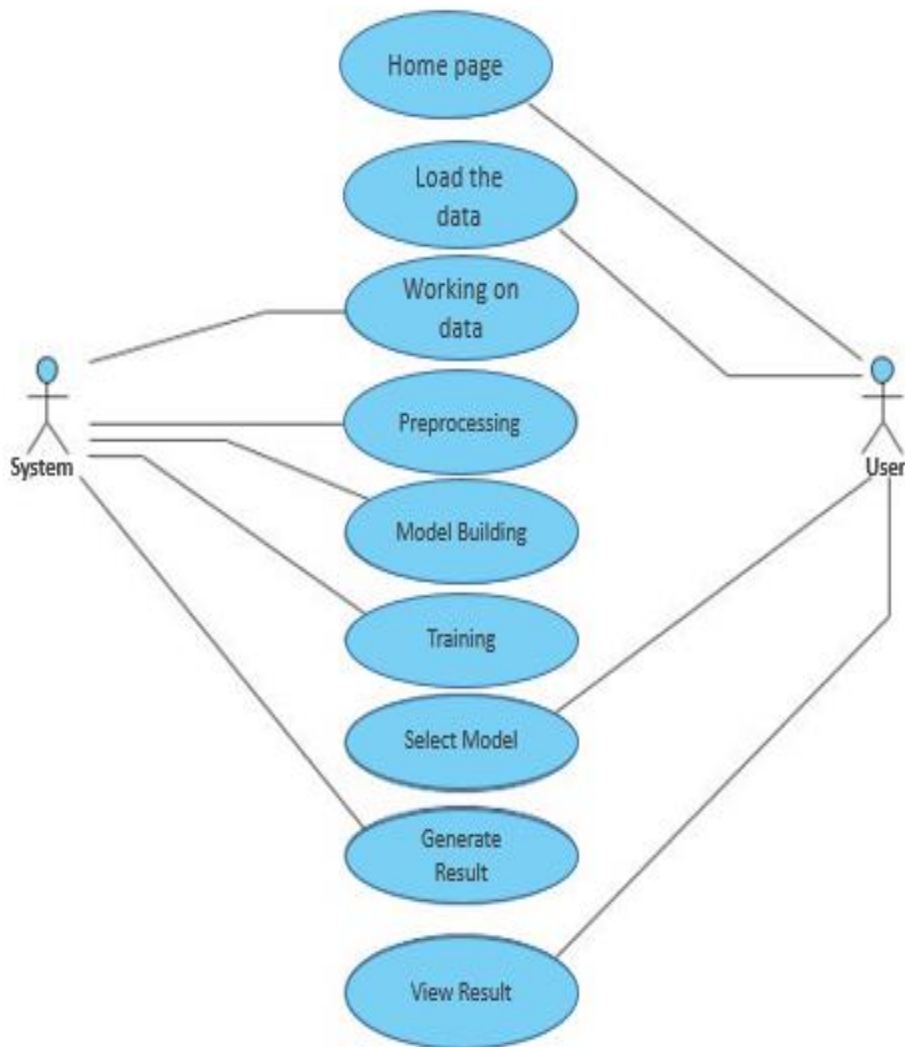 Home page
Load the
data
Working on
data
Preprocessing
System
User
Model Building
Training
Select Model
Generate
Result
View Result